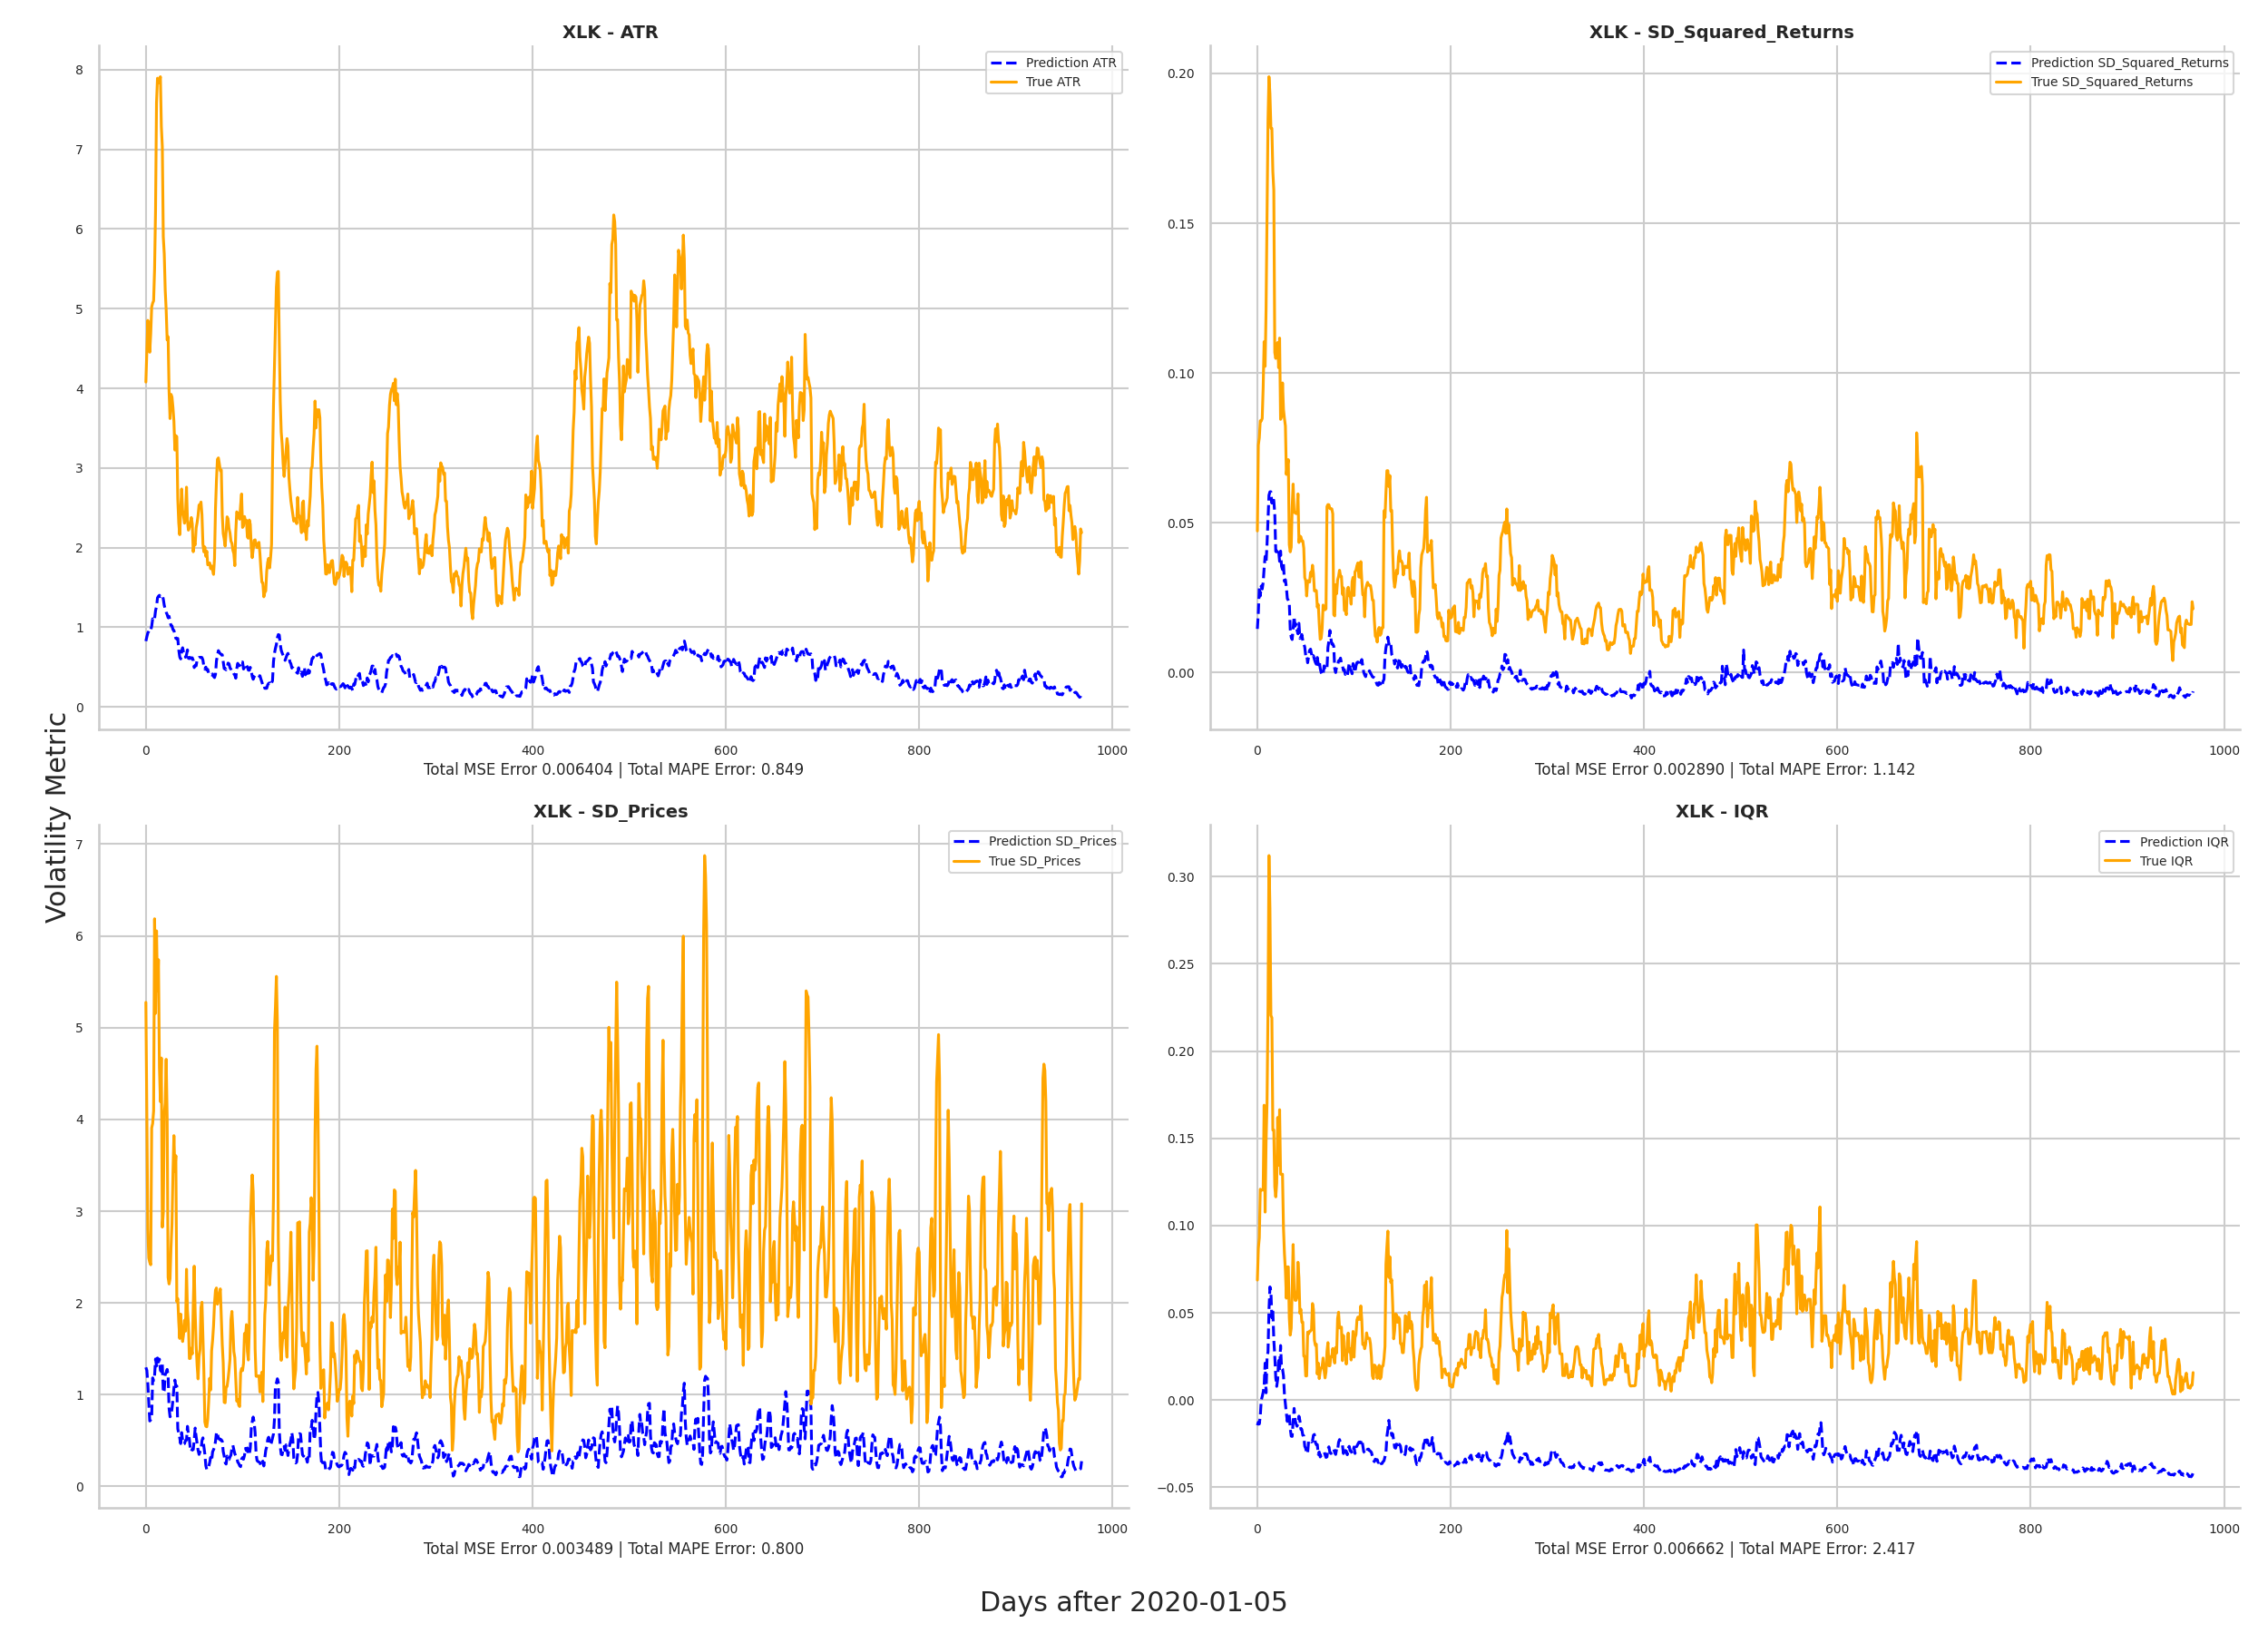 XLK - ATR
Prediction ATR
True ATR
8
7
6
5
4
3
2
1
0
0 200 400 600 800 1000
Total MSE Error 0.006404 | Total MAPE Error: 0.849
XLK - SD_Squared_Returns
Prediction SD_Squared_Returns
True SD_Squared_Returns
0.20
0.15
0.10
0.05
0.00
0 200 400 600 800 1000
Total MSE Error 0.002890 | Total MAPE Error: 1.142
Volatility Metric
XLK - SD_Prices
Prediction SD_Prices
True SD_Prices
7
6
5
4
3
2
1
0
0 200 400 600 800 1000
Total MSE Error 0.003489 | Total MAPE Error: 0.800
XLK - IQR
Prediction IQR
True IQR
0.30
0.25
0.20
0.15
0.10
0.05
0.00
−0.05
0 200 400 600 800 1000
Total MSE Error 0.006662 | Total MAPE Error: 2.417
Days after 2020-01-05